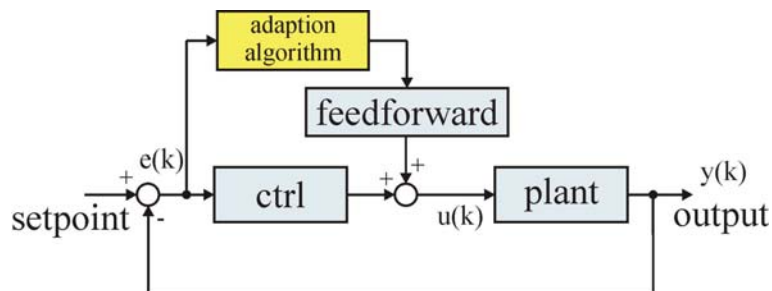 adaption
algorithm
feedforward
+
e(k)
+
setpoint
-
ctrl
+
u(k)
plant
y(k)
output